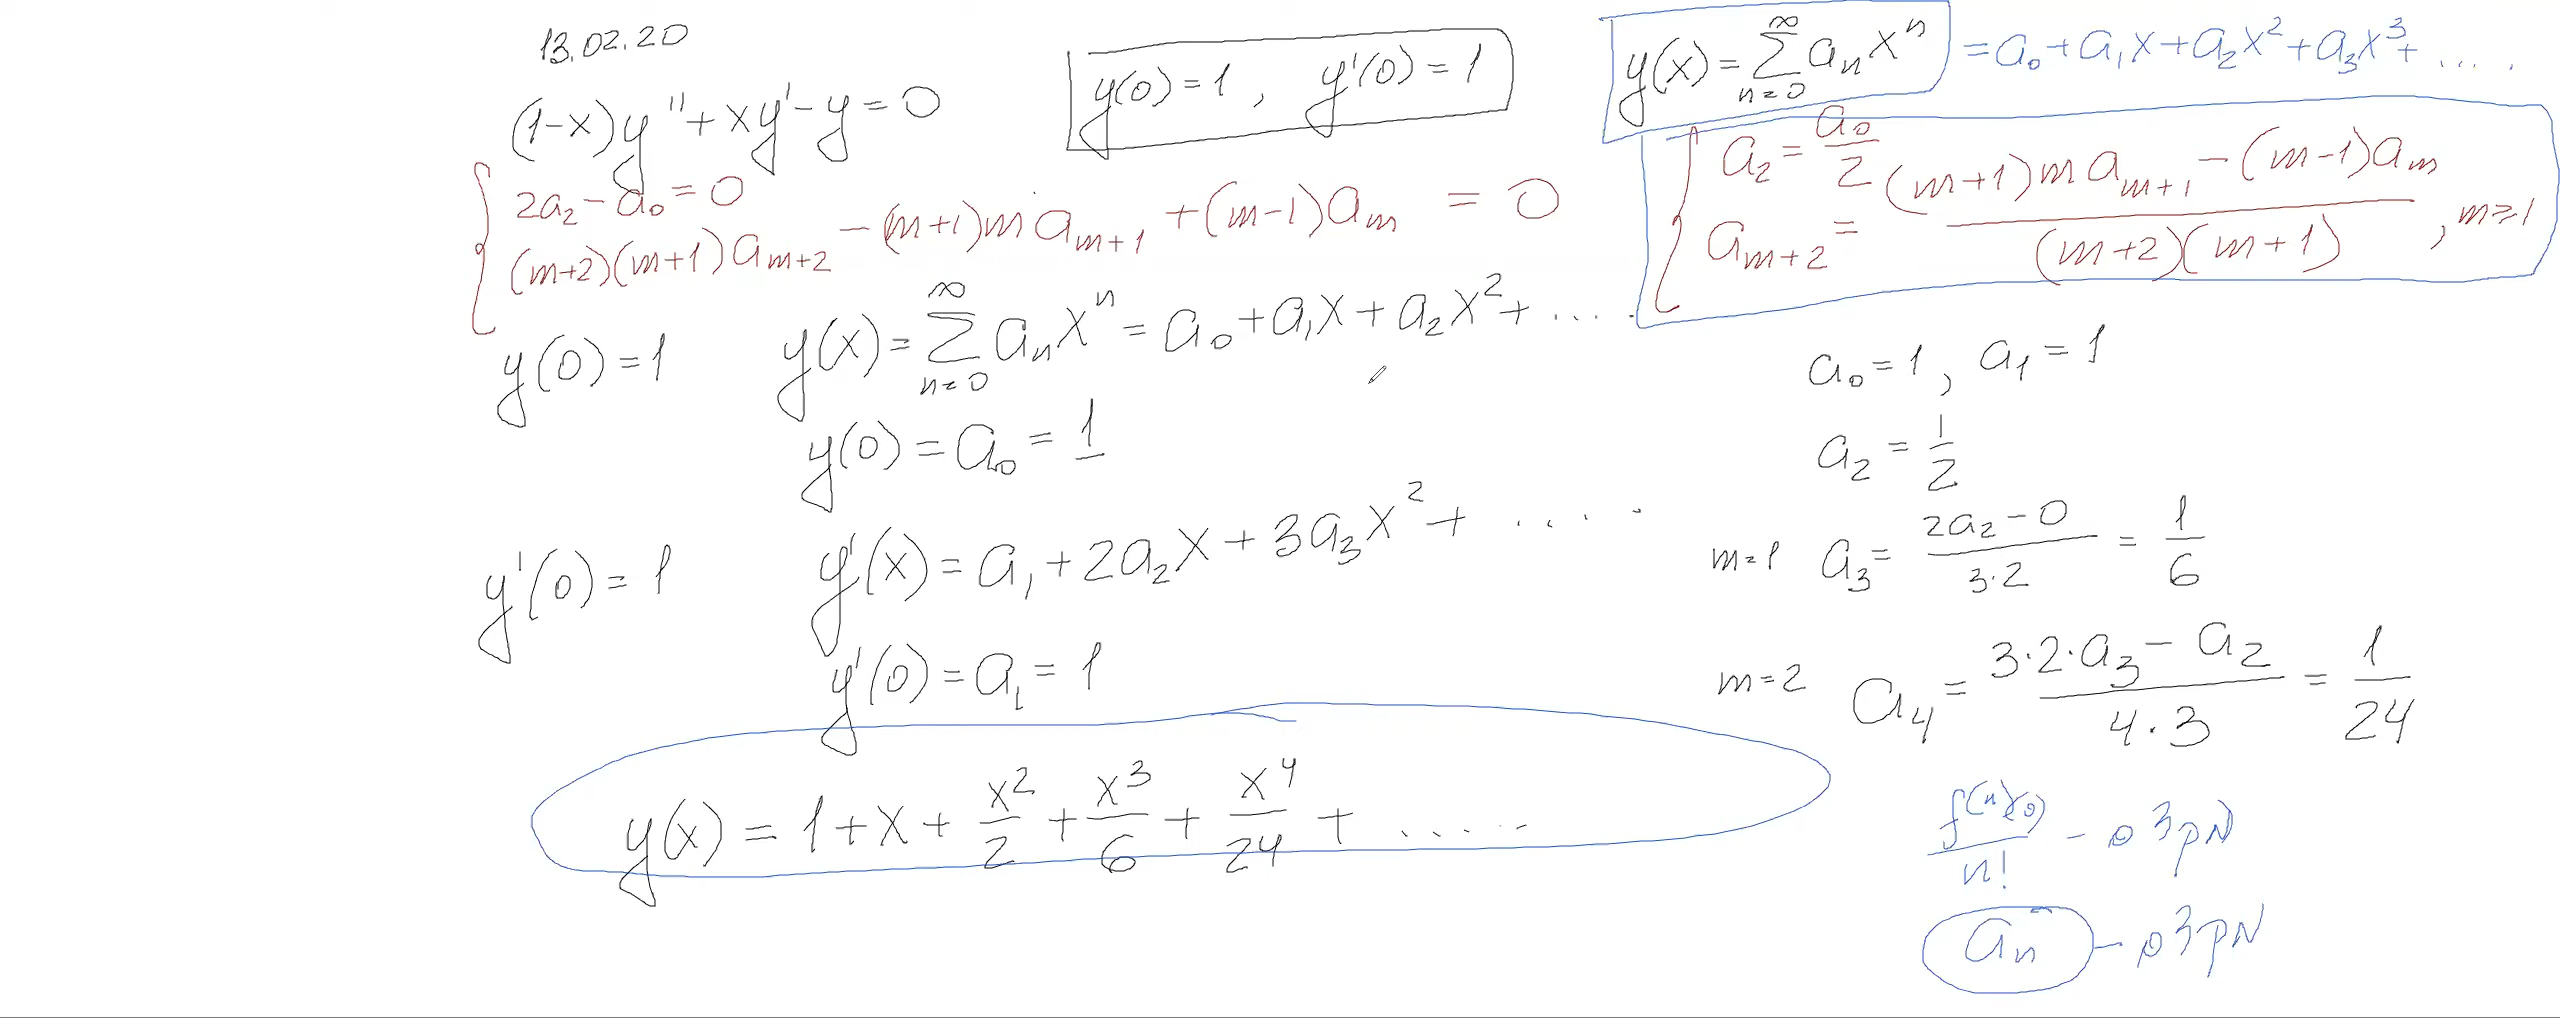 13.02.20
(1-x)y''+xy'-y=0
y(0)=1, y'(0)=1
y(x)=∑_{n=0}^{∞} a_n x^n =a_0+a_1x+a_2x^2+a_3x^3+.....
2a_2-a_0=0
(m+2)(m+1)a_{m+2}-(m+1)m a_{m+1}+(m-1)a_m=0
a_2=a_0/2
a_{m+2}=((m+1)m a_{m+1}-(m-1)a_m)/((m+2)(m+1)), m≥1
y(0)=1 y(x)=∑_{n=0}^{∞} a_n x^n=a_0+a_1x+a_2x^2+.....
y(0)=a_0=1
y'(0)=1 y'(x)=a_1+2a_2x+3a_3x^2+.....
y'(0)=a_1=1
y(x)=1+x+x^2/2+x^3/6+x^4/24+......
a_0=1, a_1=1
a_2=1/2
m=1 a_3=(2a_2-0)/(3·2)=1/6
m=2 a_4=(3·2·a_3-a_2)/(4·3)=1/24
f^{(n)}(0)/n! -
a_n -